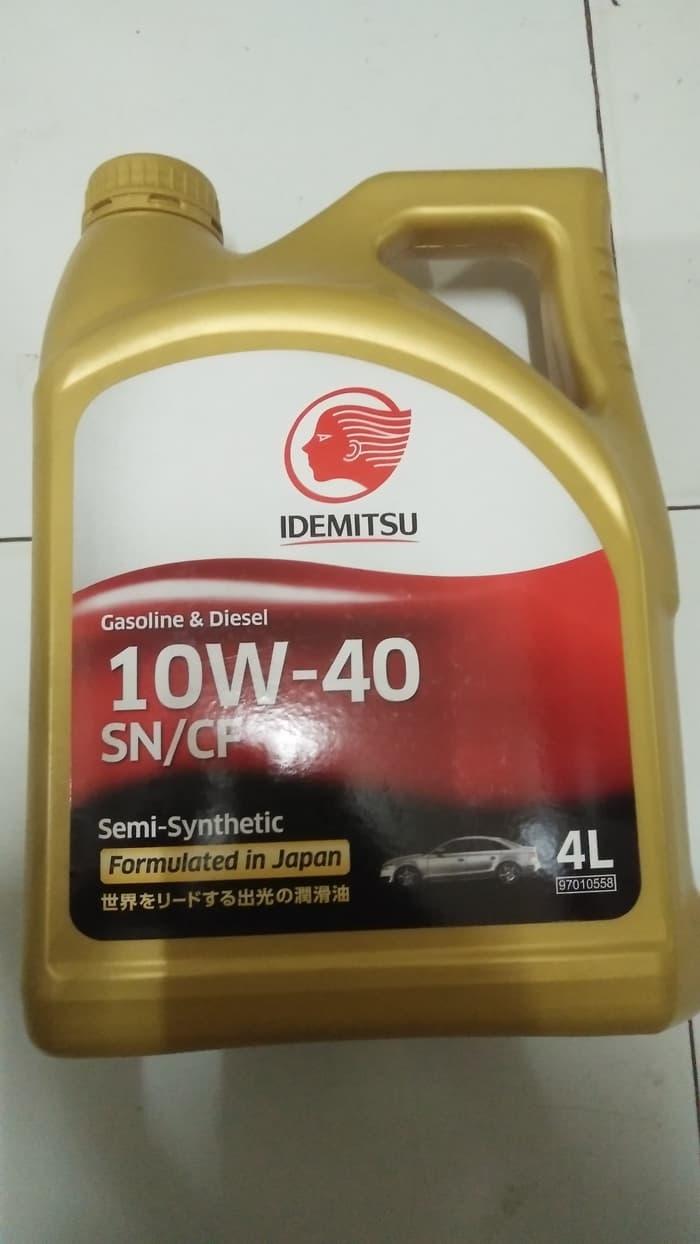 IDEMITSU
Gasoline & Diesel
10W-40
SN/CF
Semi-Synthetic
Formulated in Japan
世界をリードする出光の潤滑油
4L
97010558